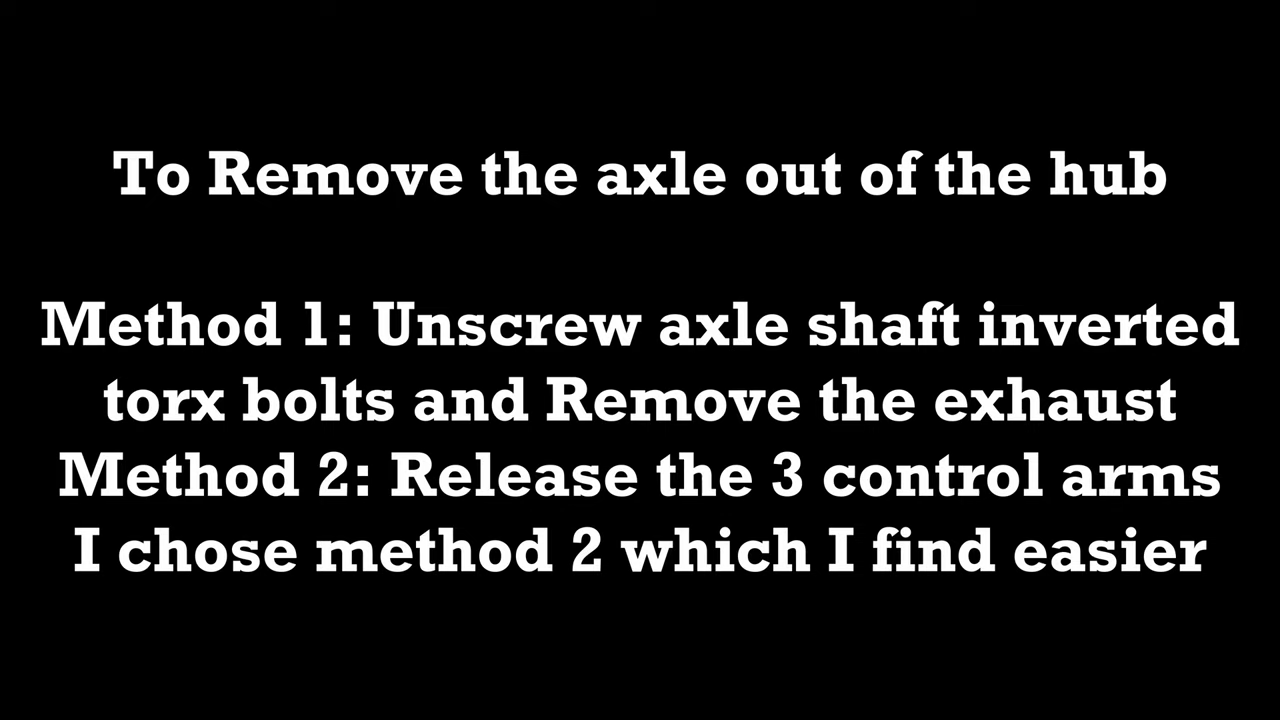 To Remove the axle out of the hub
Method 1: Unscrew axle shaft inverted
torx bolts and Remove the exhaust
Method 2: Release the 3 control arms
I chose method 2 which I find easier